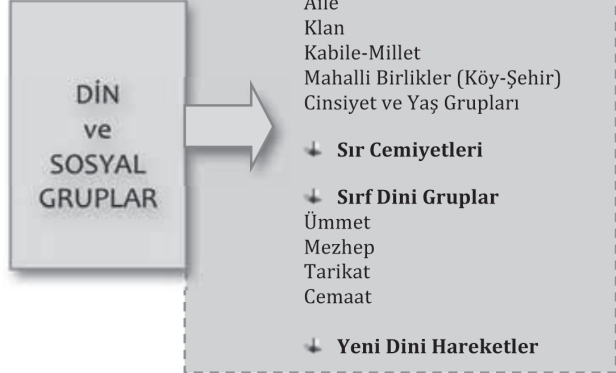 DİN
ve
SOSYAL
GRUPLAR
Aile
Klan
Kabile-Millet
Mahalli Birlikler (Köy-Şehir)
Cinsiyet ve Yaş Grupları
Sır Cemiyetleri
Sırf Dini Gruplar
Ümmet
Mezhep
Tarikat
Cemaat
Yeni Dini Hareketler